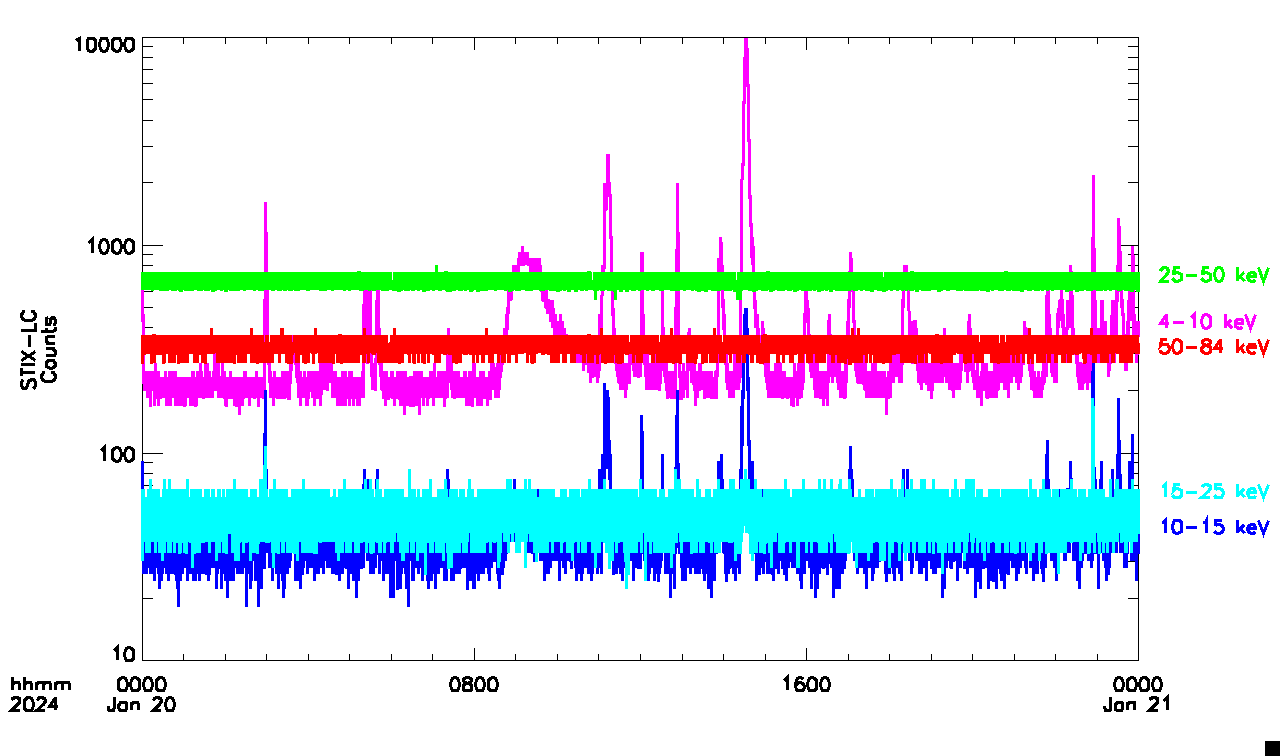 10000
1000
100
10
STIX-LC
Counts
25-50 keV
4-10 keV
50-84 keV
15-25 keV
10-15 keV
hhmm 0000 0800 1600 0000
2024 Jan 20 Jan 21